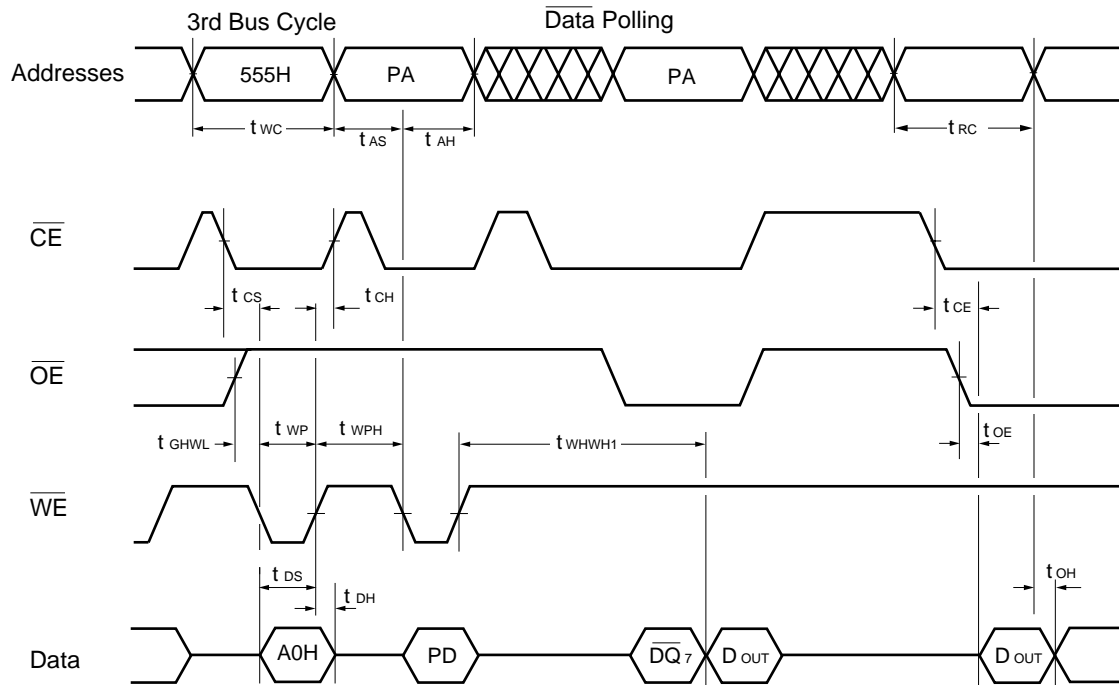 3rd Bus Cycle
Data Polling
Addresses
555H
PA
PA
t WC
t AS
t AH
t RC
CE
t CS
t CH
t CE
OE
t GHWL
t WP
t WPH
t WHWH1
t OE
WE
t DS
t DH
t OH
Data
A0H
PD
DQ 7
D OUT
D OUT